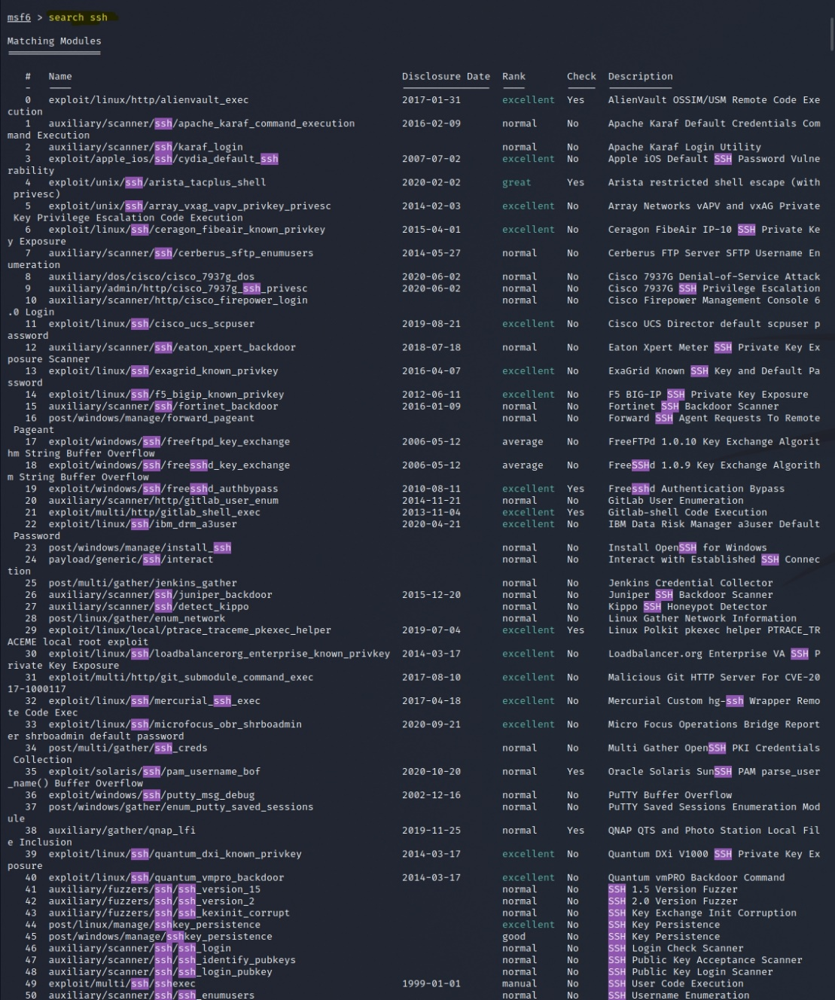 msf6 > search ssh
Matching Modules
================
# Name Disclosure Date Rank Check Description
- ---- --------------- ---- ----- -----------
0 exploit/linux/http/alienvault_exec 2017-01-31 excellent Yes AlienVault OSSIM/USM Remote Code Exe
cution
1 auxiliary/scanner/ssh/apache_karaf_command_execution 2016-02-09 normal No Apache Karaf Default Credentials Com
mand Execution
2 auxiliary/scanner/ssh/karaf_login normal No Apache Karaf Login Utility
3 exploit/apple_ios/ssh/cydia_default_ssh 2007-07-02 excellent No Apple iOS Default SSH Password Vulne
rability
4 exploit/unix/ssh/arista_tacplus_shell 2020-02-02 great Yes Arista restricted shell escape (with
privesc)
5 exploit/unix/ssh/array_vxag_vapv_privkey_privesc 2014-02-03 excellent No Array Networks vAPV and vxAG Private
Key Privilege Escalation Code Execution
6 exploit/linux/ssh/ceragon_fibeair_known_privkey 2015-04-01 excellent No Ceragon FibeAir IP-10 SSH Private Ke
y Exposure
7 auxiliary/scanner/ssh/cerberus_sftp_enumusers 2014-05-27 normal No Cerberus FTP Server SFTP Username En
umeration
8 auxiliary/dos/cisco/cisco_7937g_dos 2020-06-02 normal No Cisco 7937G Denial-of-Service Attack
9 auxiliary/admin/http/cisco_7937g_ssh_privesc 2020-06-02 normal No Cisco 7937G SSH Privilege Escalation
10 auxiliary/scanner/http/cisco_firepower_login normal No Cisco Firepower Management Console 6
.0 Login
11 exploit/linux/ssh/cisco_ucs_scpuser 2019-08-21 excellent No Cisco UCS Director default scpuser p
assword
12 auxiliary/scanner/ssh/eaton_xpert_backdoor 2018-07-18 normal No Eaton Xpert Meter SSH Private Key Ex
posure Scanner
13 exploit/linux/ssh/exagrid_known_privkey 2016-04-07 excellent No ExaGrid Known SSH Key and Default Pa
ssword
14 exploit/linux/ssh/f5_bigip_known_privkey 2012-06-11 excellent No F5 BIG-IP SSH Private Key Exposure
15 auxiliary/scanner/ssh/fortinet_backdoor 2016-01-09 normal No Fortinet SSH Backdoor Scanner
16 post/windows/manage/forward_pageant normal No Forward SSH Agent Requests To Remote
Pageant
17 exploit/windows/ssh/freeftpd_key_exchange 2006-05-12 average No FreeFTPd 1.0.10 Key Exchange Algorit
hm String Buffer Overflow
18 exploit/windows/ssh/freesshd_key_exchange 2006-05-12 average No FreeSSHd 1.0.9 Key Exchange Algorith
m String Buffer Overflow
19 exploit/windows/ssh/freesshd_authbypass 2010-08-11 excellent Yes Freesshd Authentication Bypass
20 auxiliary/scanner/http/gitlab_user_enum 2014-11-21 normal No GitLab User Enumeration
21 exploit/multi/http/gitlab_shell_exec 2013-11-04 excellent Yes Gitlab-shell Code Execution
22 exploit/linux/ssh/ibm_drm_a3user 2020-04-21 excellent No IBM Data Risk Manager a3user Default
Password
23 post/windows/manage/install_ssh normal No Install OpenSSH for Windows
24 payload/generic/ssh/interact normal No Interact with Established SSH Connec
tion
25 post/multi/gather/jenkins_gather normal No Jenkins Credential Collector
26 auxiliary/scanner/ssh/juniper_backdoor 2015-12-20 normal No Juniper SSH Backdoor Scanner
27 auxiliary/scanner/ssh/detect_kippo normal No Kippo SSH Honeypot Detector
28 post/linux/gather/enum_network normal No Linux Gather Network Information
29 exploit/linux/local/ptrace_traceme_pkexec_helper 2019-07-04 excellent Yes Linux Polkit pkexec helper PTRACE_TR
ACEME local root exploit
30 exploit/linux/ssh/loadbalancerorg_enterprise_known_privkey 2014-03-17 excellent No Loadbalancer.org Enterprise VA SSH P
rivate Key Exposure
31 exploit/multi/http/git_submodule_command_exec 2017-08-10 excellent No Malicious Git HTTP Server For CVE-20
17-1000117
32 exploit/linux/ssh/mercurial_ssh_exec 2017-04-18 excellent No Mercurial Custom hg-ssh Wrapper Remo
te Code Exec
33 exploit/linux/ssh/microfocus_obr_shrboadmin 2020-09-21 excellent No Micro Focus Operations Bridge Report
er shrboadmin default password
34 post/multi/gather/ssh_creds normal No Multi Gather OpenSSH PKI Credentials
Collection
35 exploit/solaris/ssh/pam_username_bof 2020-10-20 normal Yes Oracle Solaris SunSSH PAM parse_user
_name() Buffer Overflow
36 exploit/windows/ssh/putty_msg_debug 2002-12-16 normal No PuTTY Buffer Overflow
37 post/windows/gather/enum_putty_saved_sessions normal No PuTTY Saved Sessions Enumeration Mod
ule
38 auxiliary/gather/qnap_lfi 2019-11-25 normal Yes QNAP QTS and Photo Station Local Fil
e Inclusion
39 exploit/linux/ssh/quantum_dxi_known_privkey 2014-03-17 excellent No Quantum DXi V1000 SSH Private Key Ex
posure
40 exploit/linux/ssh/quantum_vmpro_backdoor 2014-03-17 excellent No Quantum vmPRO Backdoor Command
41 auxiliary/fuzzers/ssh/ssh_version_15 normal No SSH 1.5 Version Fuzzer
42 auxiliary/fuzzers/ssh/ssh_version_2 normal No SSH 2.0 Version Fuzzer
43 auxiliary/fuzzers/ssh/ssh_kexinit_corrupt normal No SSH Key Exchange Init Corruption
44 post/linux/manage/sshkey_persistence excellent No SSH Key Persistence
45 post/windows/manage/sshkey_persistence good No SSH Key Persistence
46 auxiliary/scanner/ssh/ssh_login normal No SSH Login Check Scanner
47 auxiliary/scanner/ssh/ssh_identify_pubkeys normal No SSH Public Key Acceptance Scanner
48 auxiliary/scanner/ssh/ssh_login_pubkey normal No SSH Public Key Login Scanner
49 exploit/multi/ssh/sshexec 1999-01-01 manual No SSH User Code Execution
50 auxiliary/scanner/ssh/ssh_enumusers normal No SSH Username Enumeration